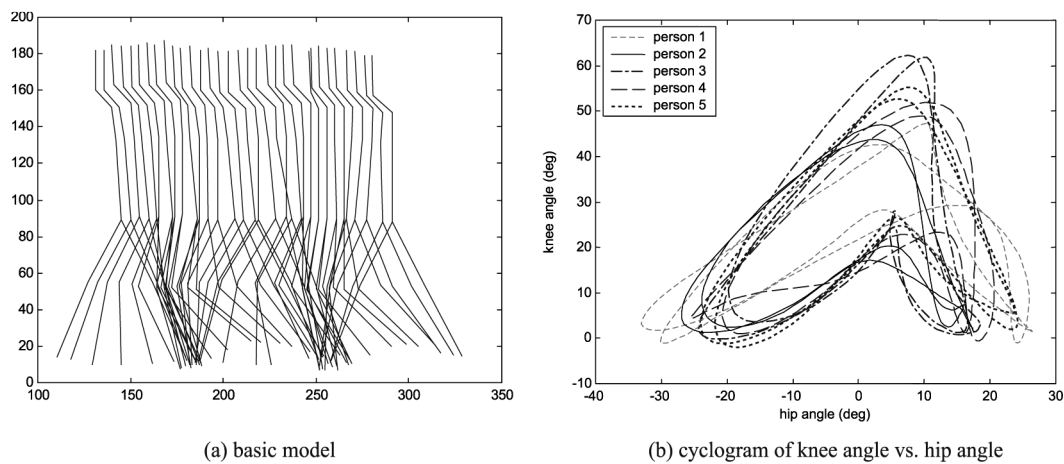 200
180
160
140
120
100
80
60
40
20
0
100 150 200 250 300 350
(a) basic model
70
60
50
40
30
20
10
0
-10
knee angle (deg)
person 1
person 2
person 3
person 4
person 5
-40 -30 -20 -10 0 10 20 30
hip angle (deg)
(b) cyclogram of knee angle vs. hip angle